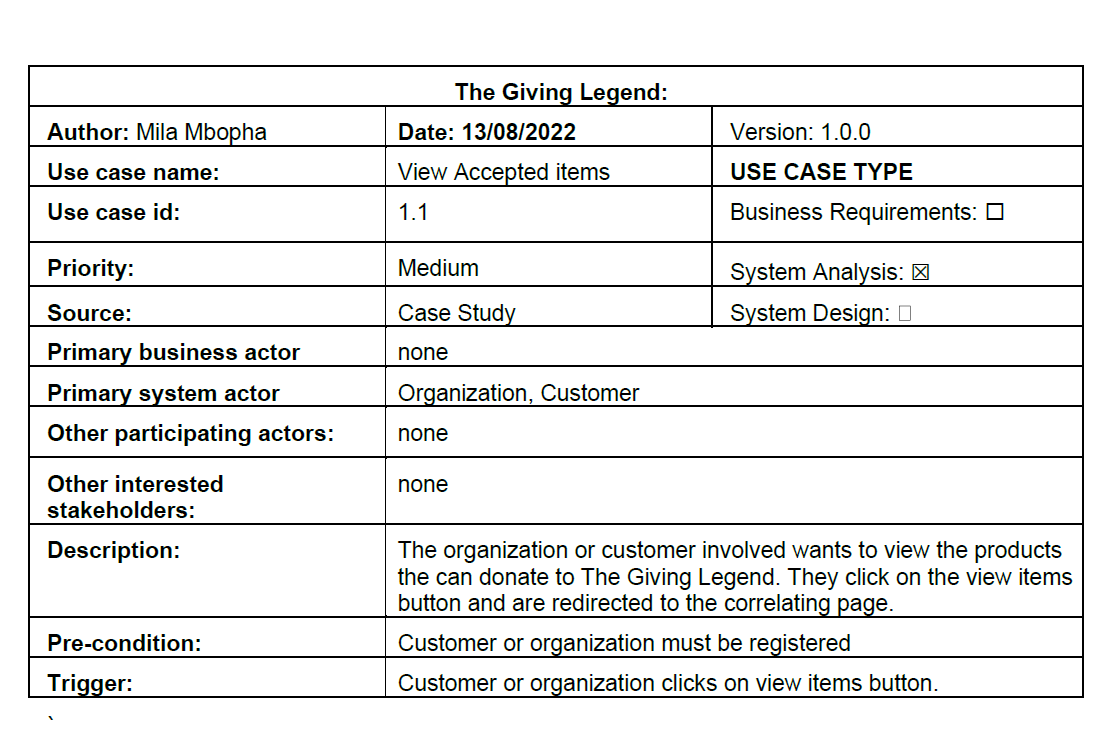 The Giving Legend:
Author: Mila Mbopha Date: 13/08/2022 Version: 1.0.0
Use case name: View Accepted items USE CASE TYPE
Use case id: 1.1 Business Requirements: ☐
Priority: Medium System Analysis: ☒
Source: Case Study System Design: ☐
Primary business actor none
Primary system actor Organization, Customer
Other participating actors: none
Other interested none
stakeholders:
Description: The organization or customer involved wants to view the products
the can donate to The Giving Legend. They click on the view items
button and are redirected to the correlating page.
Pre-condition: Customer or organization must be registered
Trigger: Customer or organization clicks on view items button.
`